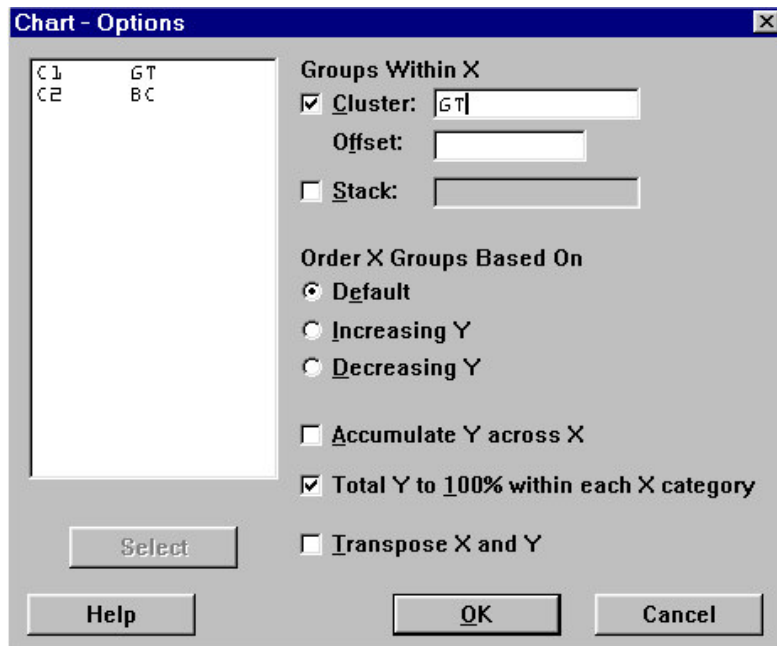 Chart - Options
C1 GT
C2 BC
Groups Within X
Cluster: GT
Offset:
Stack:
Order X Groups Based On
Default
Increasing Y
Decreasing Y
Accumulate Y across X
Total Y to 100% within each X category
Transpose X and Y
Select
Help
OK
Cancel